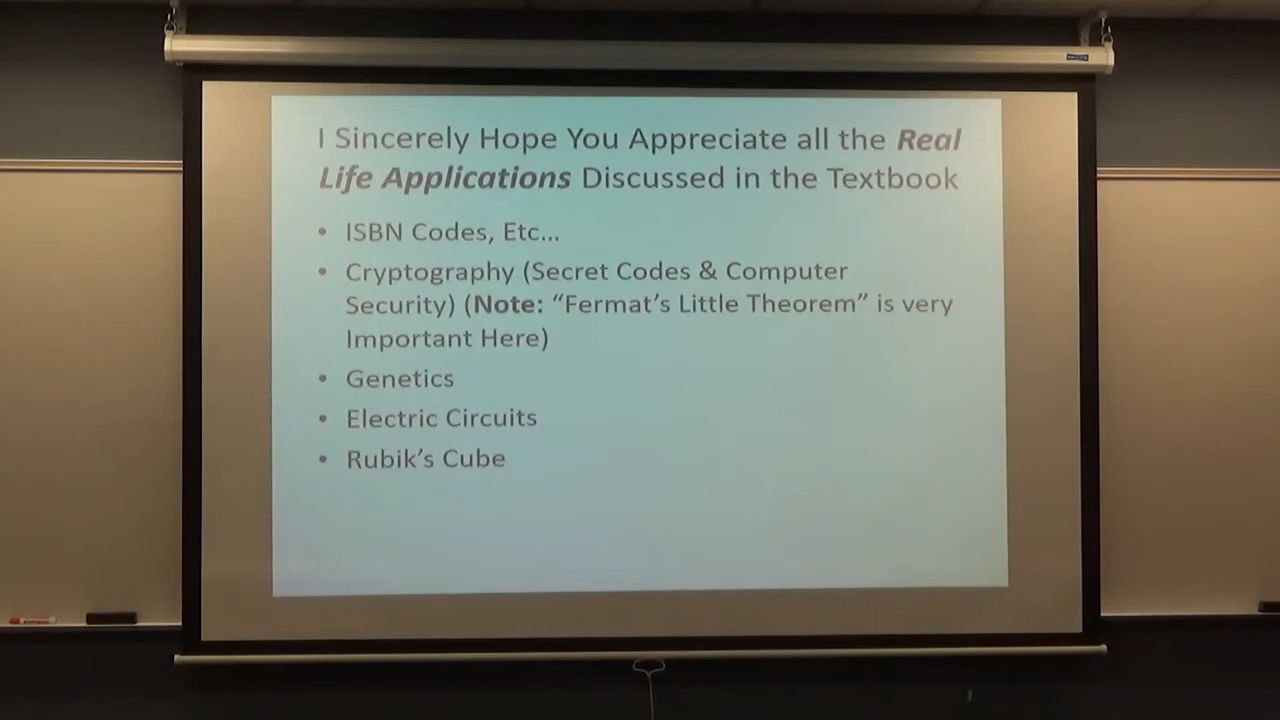 I Sincerely Hope You Appreciate all the Real
Life Applications Discussed in the Textbook
• ISBN Codes, Etc...
• Cryptography (Secret Codes & Computer
Security) (Note: “Fermat’s Little Theorem” is very
Important Here)
• Genetics
• Electric Circuits
• Rubik’s Cube